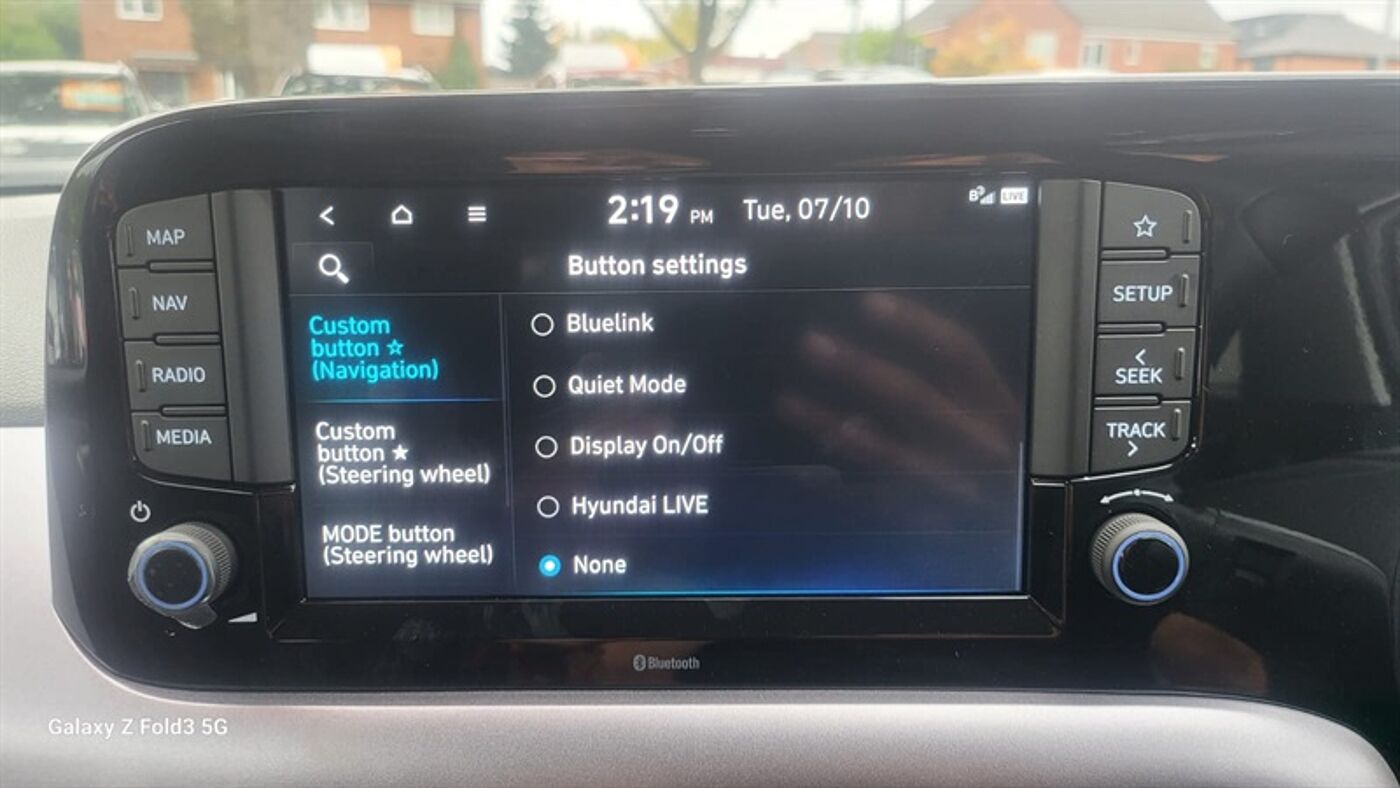 2:19 PM Tue, 07/10
LIVE
Button settings
MAP
NAV
RADIO
MEDIA
Custom
button ☆
(Navigation)
Custom
button ★
(Steering wheel)
MODE button
(Steering wheel)
Bluelink
Quiet Mode
Display On/Off
Hyundai LIVE
None
☆
SETUP
<
SEEK
TRACK
>
Bluetooth
Galaxy Z Fold3 5G